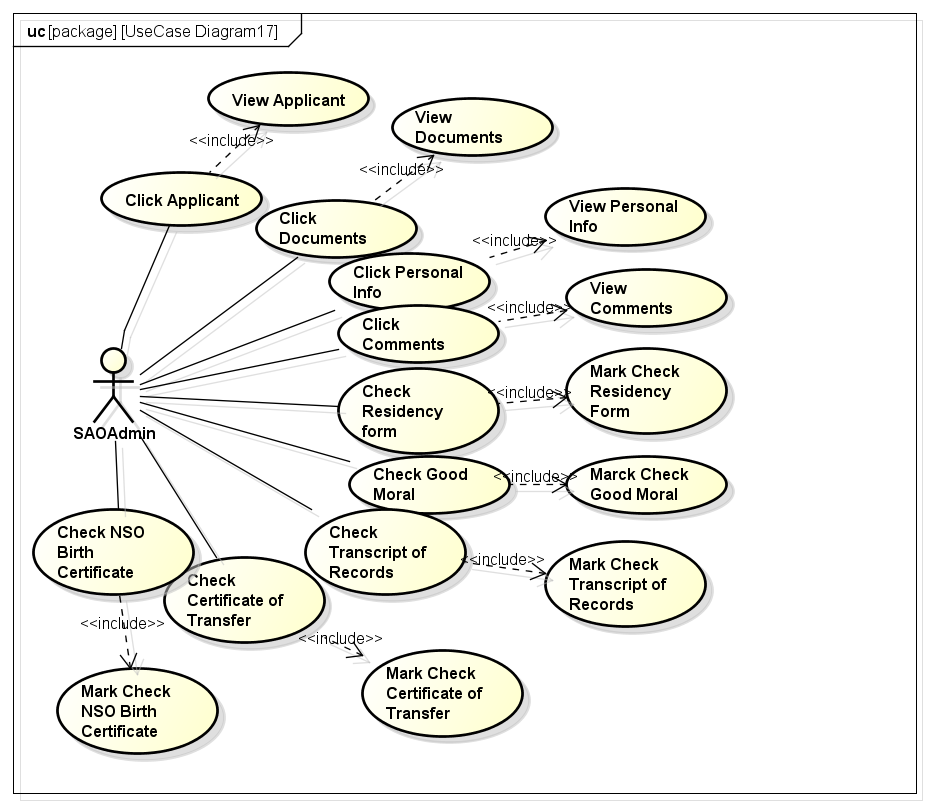 uc [package] [UseCase Diagram17]
View Applicant
<<include>>
Click Applicant
View
Documents
<<include>>
Click
Documents
View Personal
Info
<<include>>
Click Personal
Info
View
Comments
<<include>>
Click
Comments
Mark Check
Residency
Form
<<include>>
Check
Residency
form
SAOAdmin
Check Good
Moral
<<include>>
Marck Check
Good Moral
Check
Transcript of
Records
<<include>>
Mark Check
Transcript of
Records
Check NSO
Birth
Certificate
Check
Certificate of
Transfer
<<include>>
<<include>>
Mark Check
NSO Birth
Certificate
Mark Check
Certificate of
Transfer